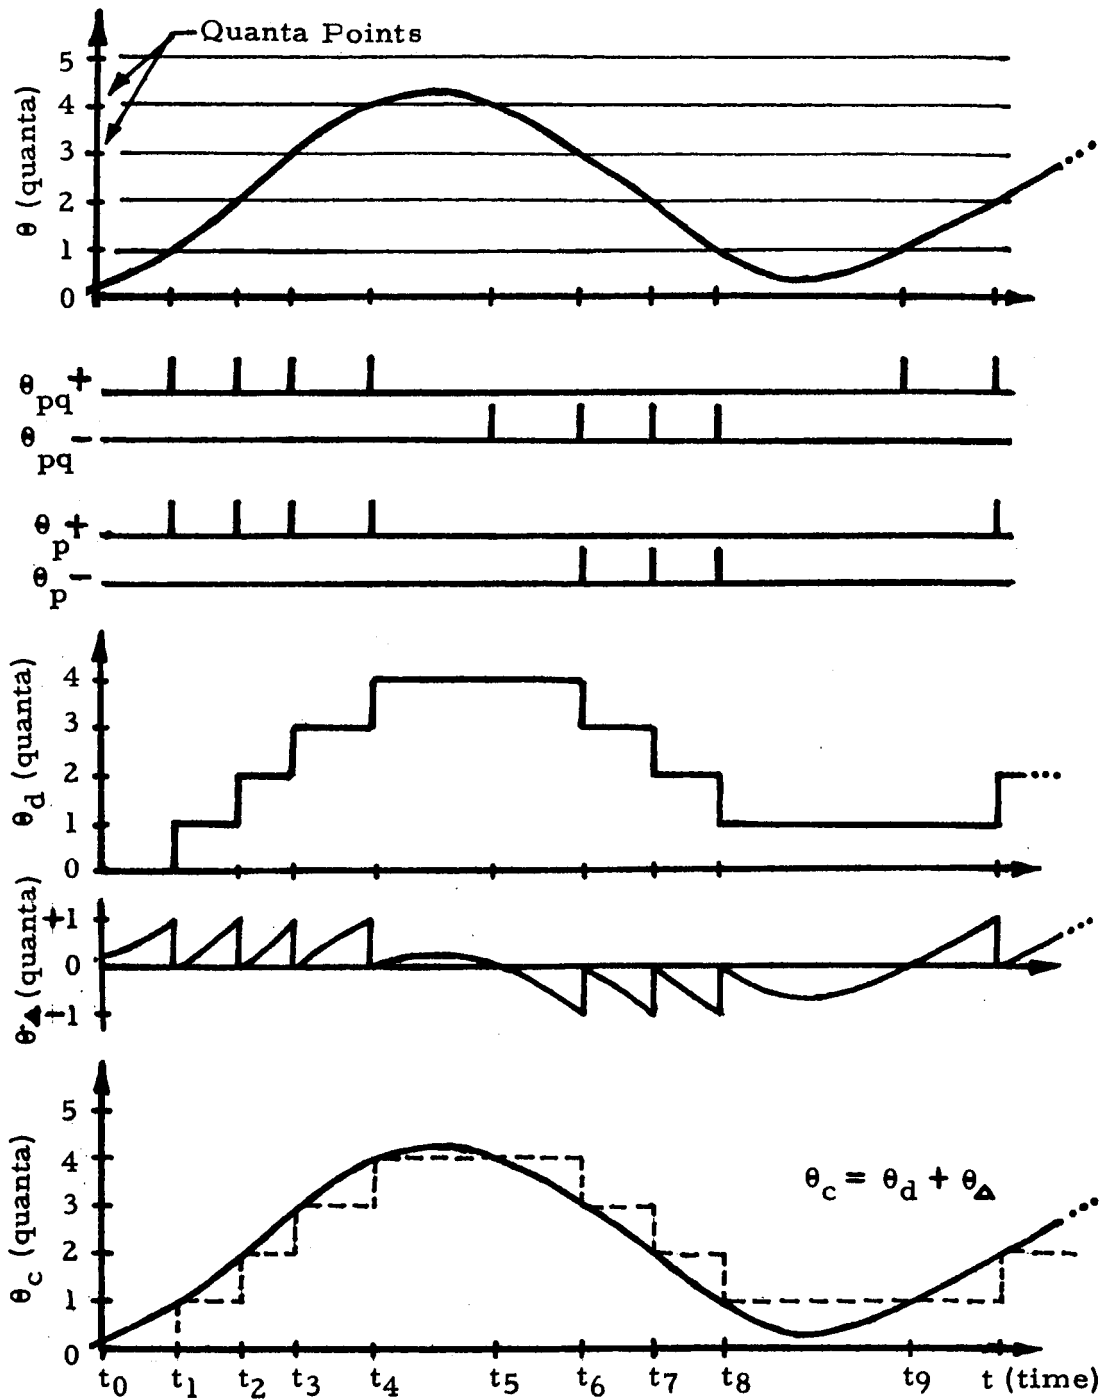 Quanta Points
θ (quanta)
5
4
3
2
1
0
θpq+
θpq−
θp+
θp−
θd (quanta)
4
3
2
1
0
θΔ (quanta)
+1
0
−1
θc (quanta)
5
4
3
2
1
0
θc = θd + θΔ
t0 t1 t2 t3 t4 t5 t6 t7 t8 t9 t (time)